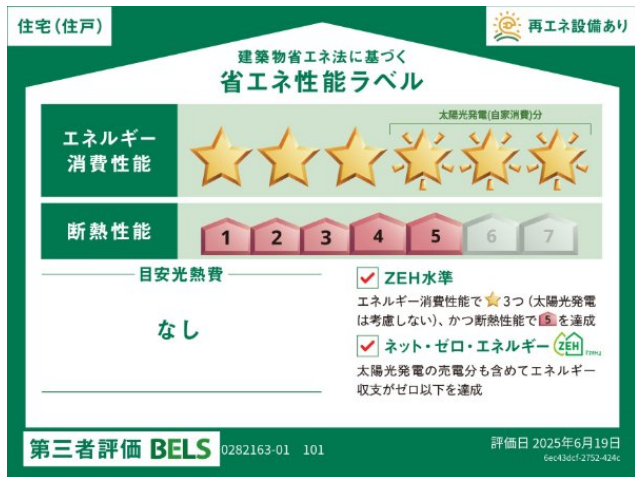 住宅（住戸）
再エネ設備あり
建築物省エネ法に基づく
省エネ性能ラベル
太陽光発電(自家消費)分
エネルギー
消費性能
断熱性能
1 2 3 4 5 6 7
目安光熱費
なし
ZEH水準
エネルギー消費性能で⭐3つ（太陽光発電
は考慮しない）、かつ断熱性能で5を達成
ネット・ゼロ・エネルギー ZEH
太陽光発電の売電分も含めてエネルギー
収支がゼロ以下を達成
第三者評価 BELS 0282163-01 101
評価日 2025年6月19日
6ec43dcf-2752-424c